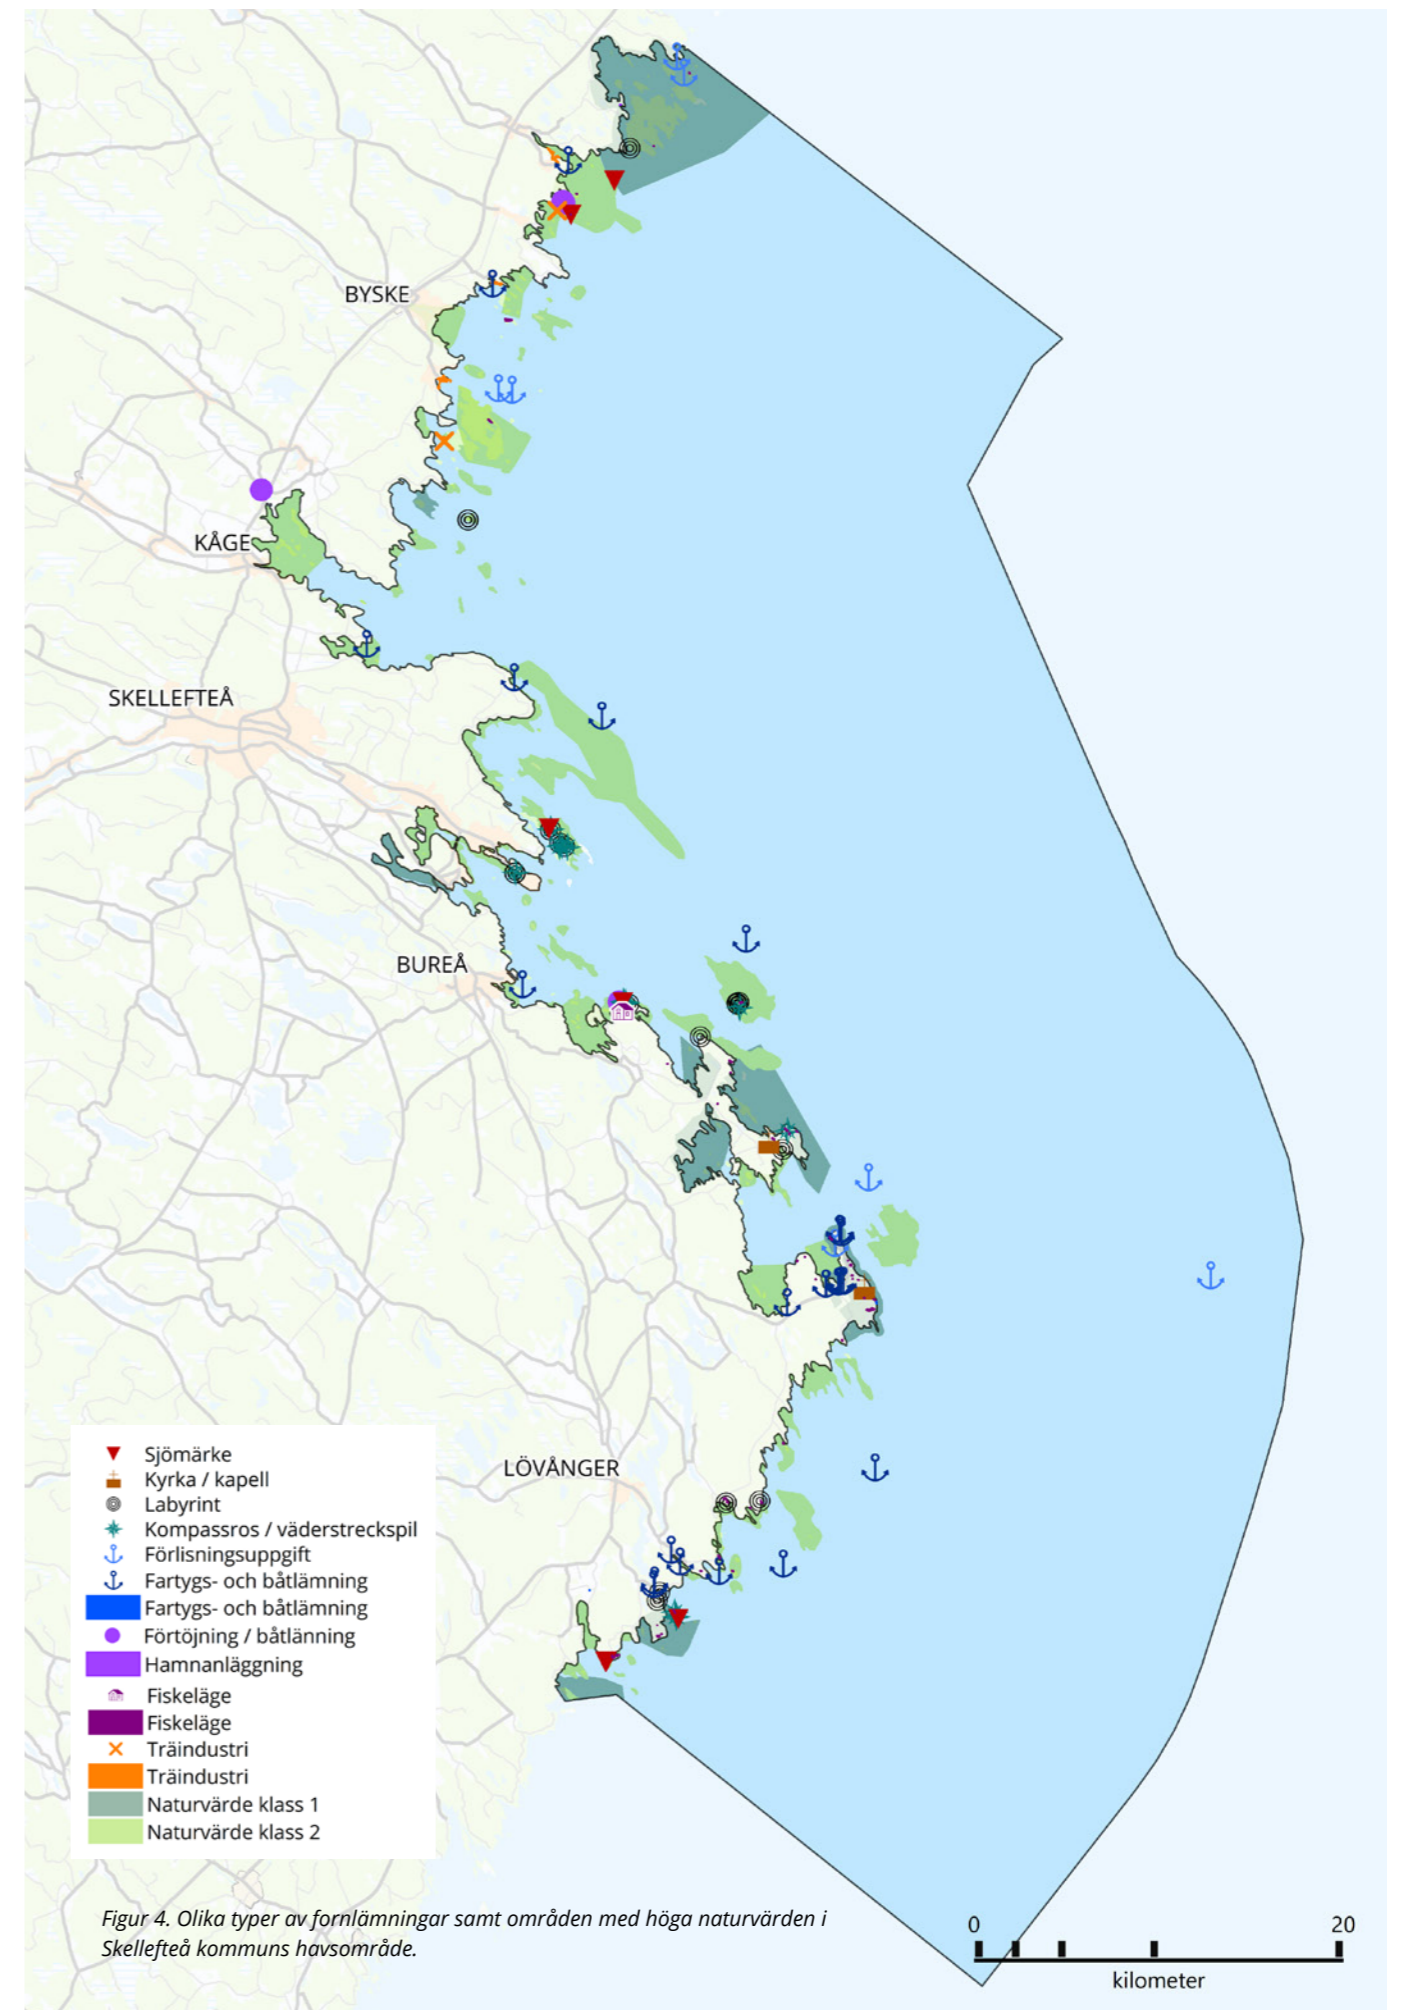 BYSKE
KÅGE
SKELLEFTEÅ
BUREÅ
LÖVÅNGER
Sjömärke
Kyrka / kapell
Labyrint
Kompassros / väderstreckspil
Förlisningsuppgift
Fartygs- och båtlämning
Fartygs- och båtlämning
Förtöjning / båtlänning
Hamnanläggning
Fiskeläge
Fiskeläge
Träindustri
Träindustri
Naturvärde klass 1
Naturvärde klass 2
Figur 4. Olika typer av fornlämningar samt områden med höga naturvärden i
Skellefteå kommuns havsområde.
0 20
kilometer